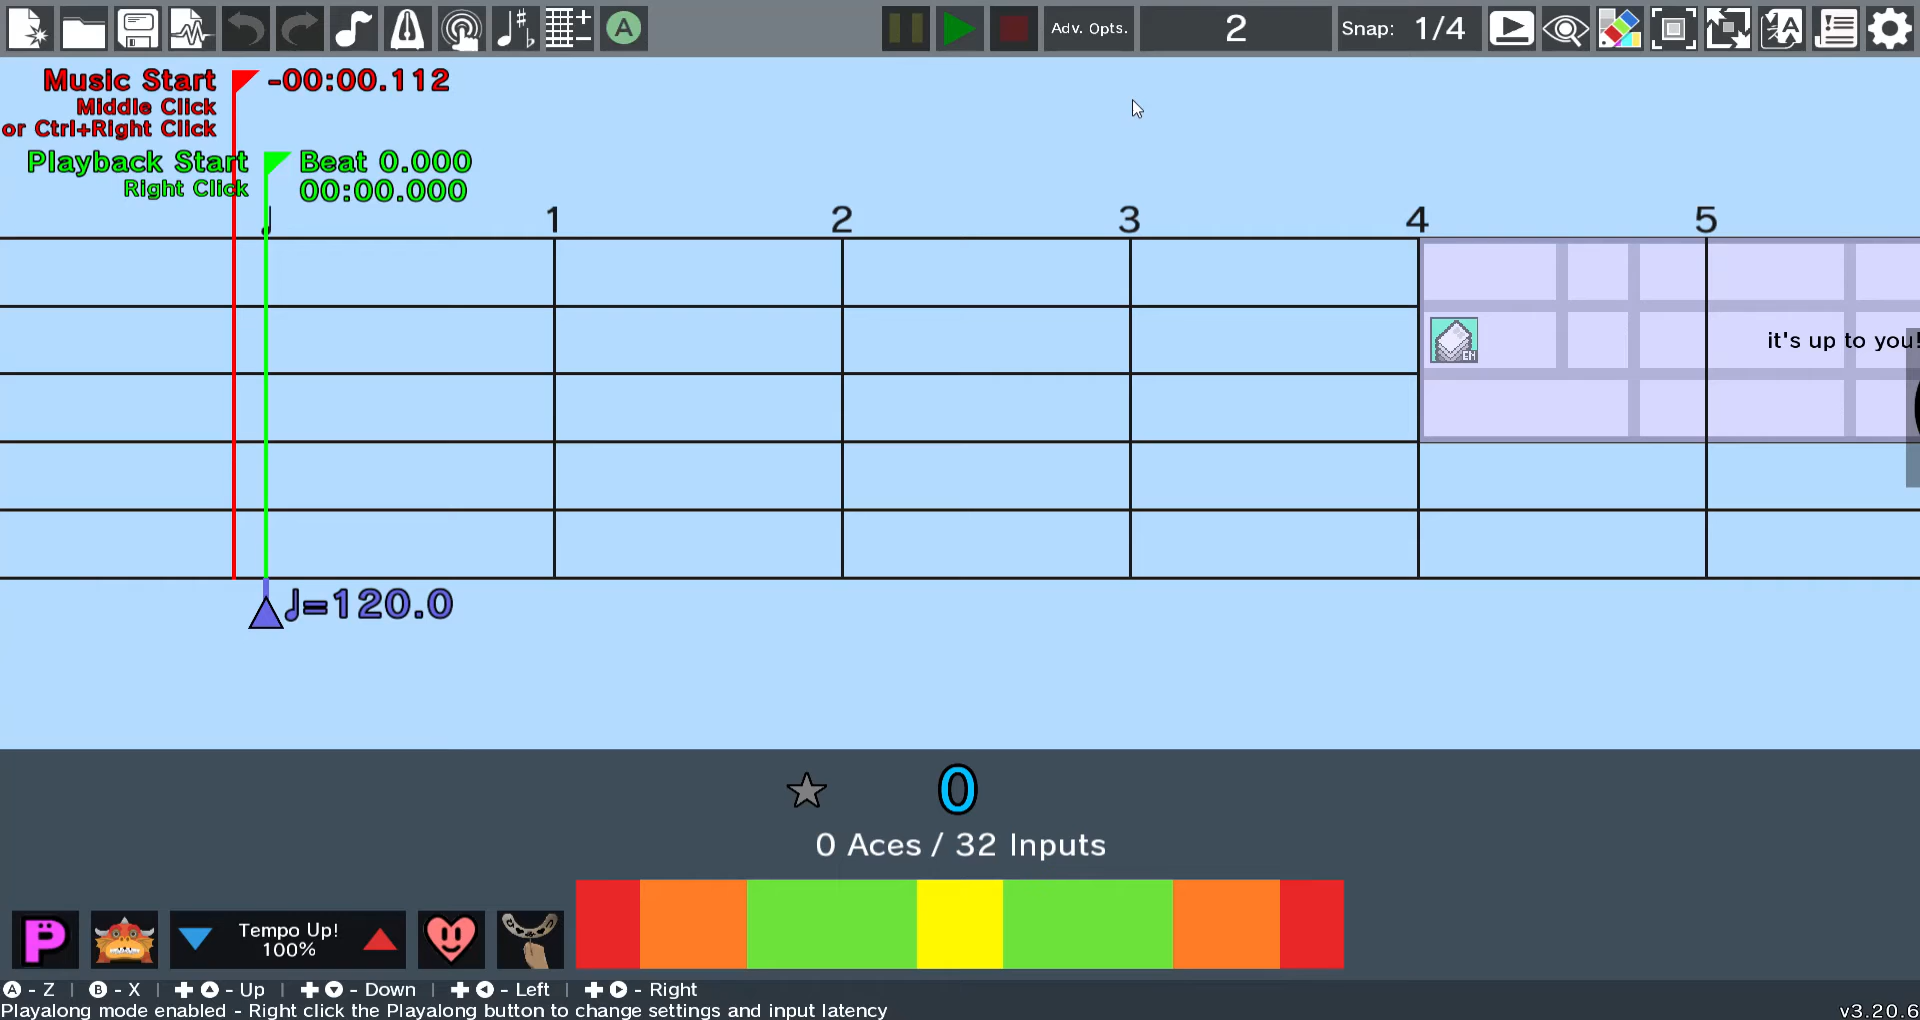 A
Adv. Opts.
2
Snap: 1/4
A
Music Start
-00:00.112
Middle Click
or Ctrl+Right Click
Playback Start
Beat 0.000
Right Click
00:00.000
1
2
3
4
5
EN
it's up to you!
♩=120.0
0
0 Aces / 32 Inputs
P
Tempo Up!
100%
A - Z | B - X | - Up | - Down | - Left | - Right
Playalong mode enabled - Right click the Playalong button to change settings and input latency
v3.20.6